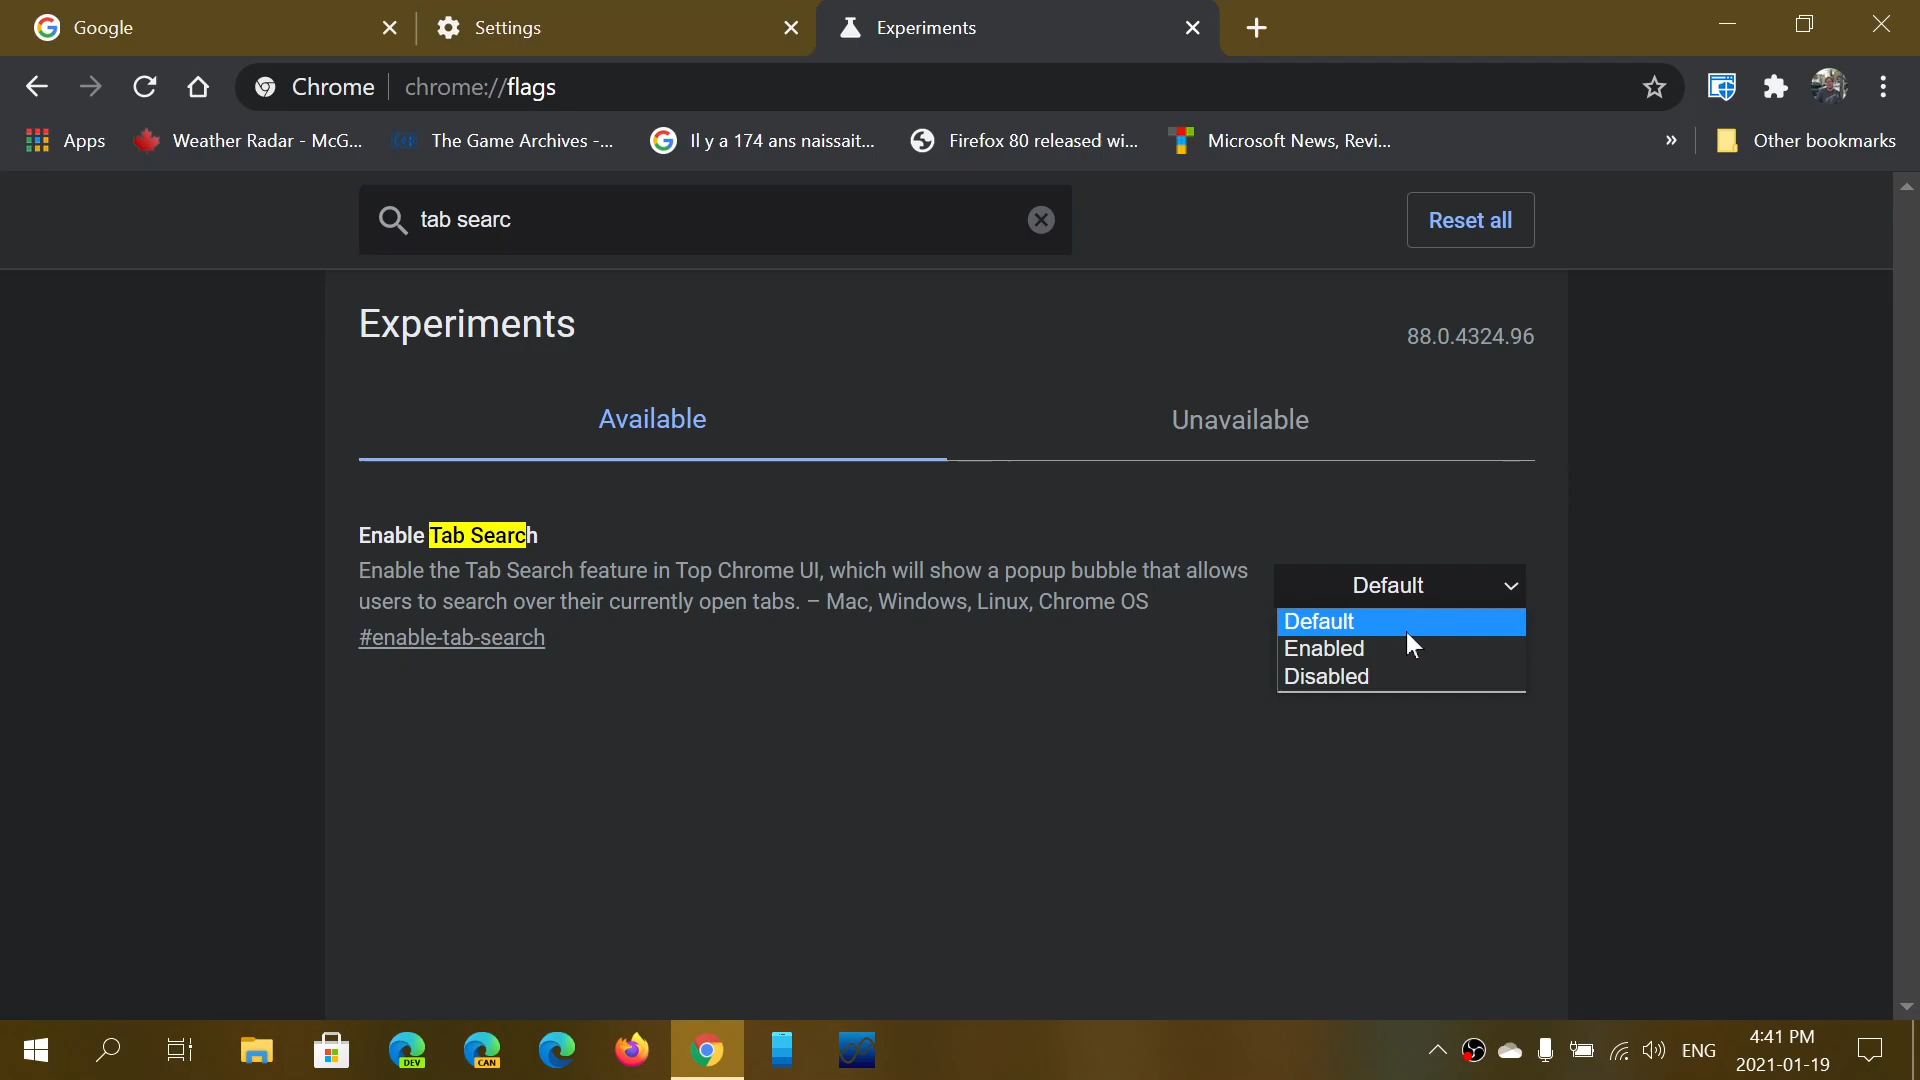 Google
Settings
Experiments
Chrome
chrome://flags
Apps
Weather Radar - McG...
The Game Archives -...
Il y a 174 ans naissait...
Firefox 80 released wi...
Microsoft News, Revi...
»
Other bookmarks
tab searc
Reset all
Experiments
88.0.4324.96
Available
Unavailable
Enable Tab Search
Enable the Tab Search feature in Top Chrome UI, which will show a popup bubble that allows
users to search over their currently open tabs. – Mac, Windows, Linux, Chrome OS
#enable-tab-search
Default
Default
Enabled
Disabled
DEV
CAN
ENG
4:41 PM
2021-01-19